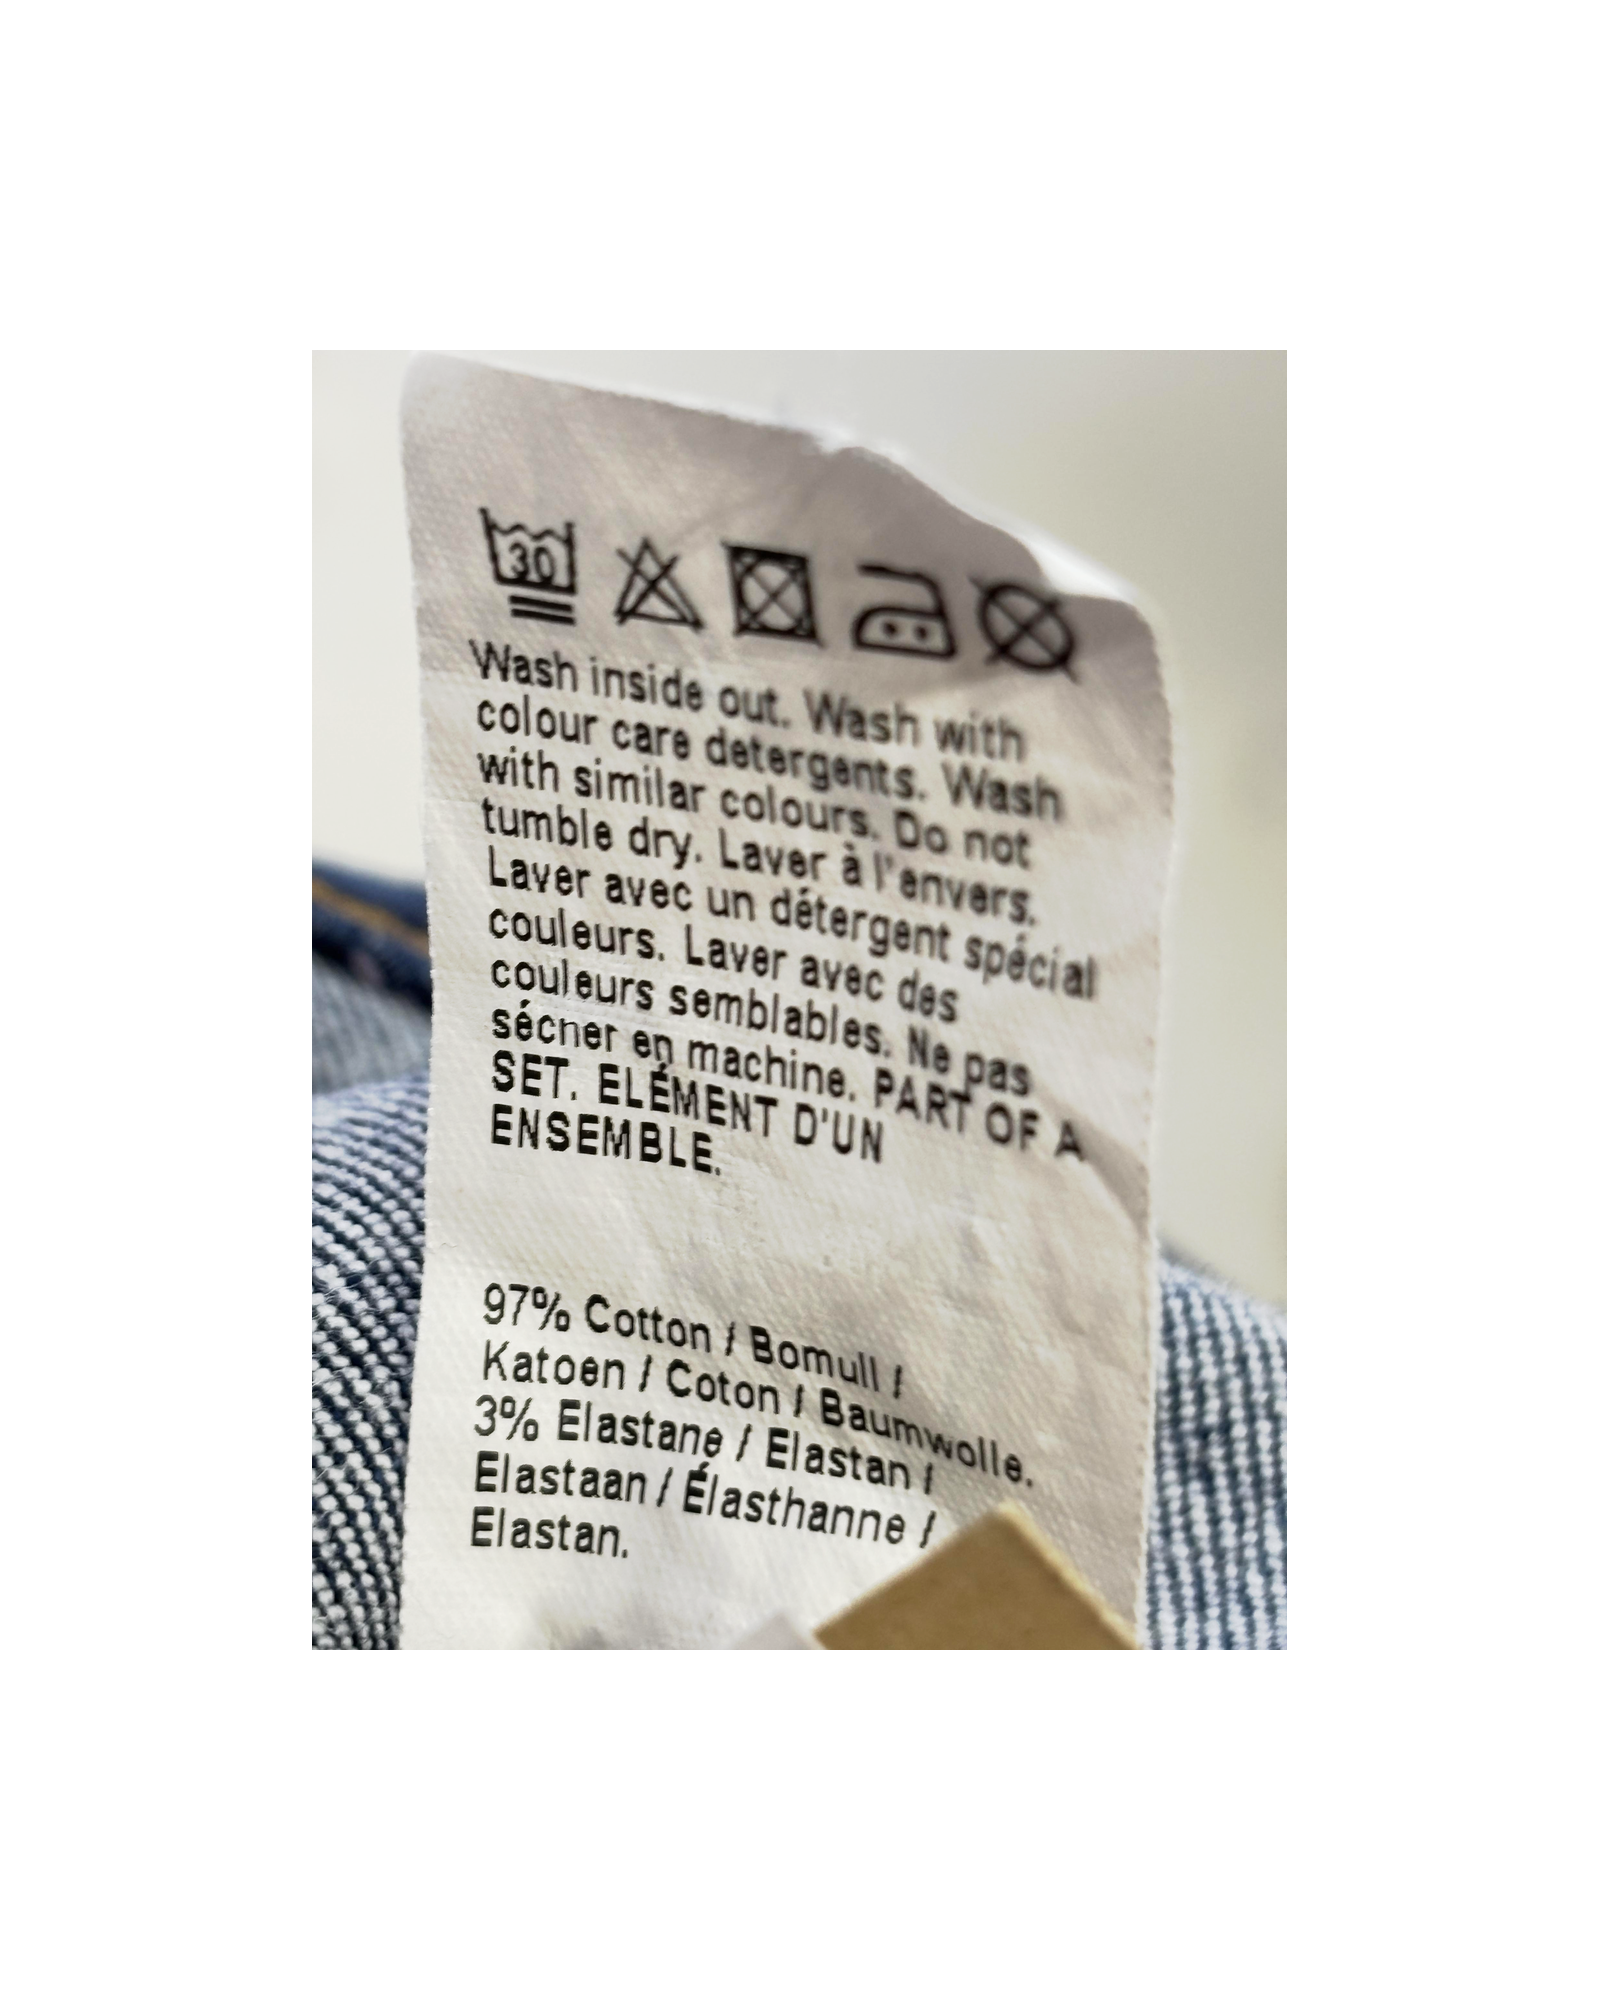 30
Wash inside out. Wash with
colour care detergents. Wash
with similar colours. Do not
tumble dry. Laver à l'envers.
Laver avec un détergent spécial
couleurs. Laver avec des
couleurs semblables. Ne pas
sécher en machine. PART OF A
SET. ELÉMENT D'UN
ENSEMBLE.
97% Cotton / Bomull /
Katoen / Coton / Baumwolle.
3% Elastane / Elastan /
Elastaan / Élasthanne /
Elastan.